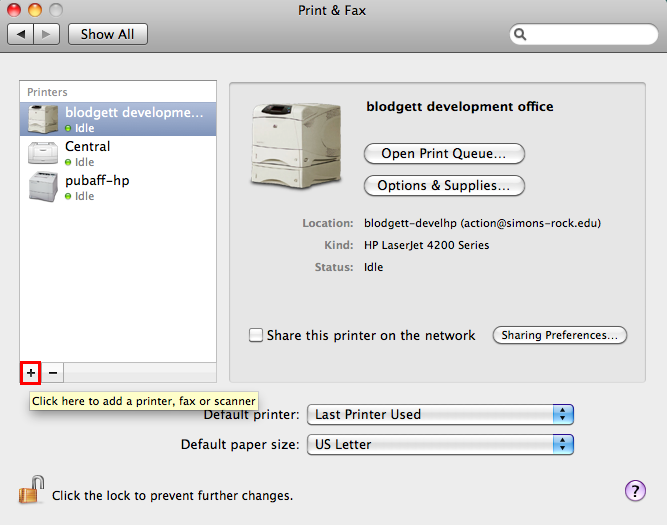 Print & Fax
Show All
Printers
blodgett developme...
Idle
Central
Idle
pubaff-hp
Idle
blodgett development office
Open Print Queue...
Options & Supplies...
Location: blodgett-develhp (action@simons-rock.edu)
Kind: HP LaserJet 4200 Series
Status: Idle
Share this printer on the network
Sharing Preferences...
+ −
Click here to add a printer, fax or scanner
Default printer: Last Printer Used
Default paper size: US Letter
Click the lock to prevent further changes.
?